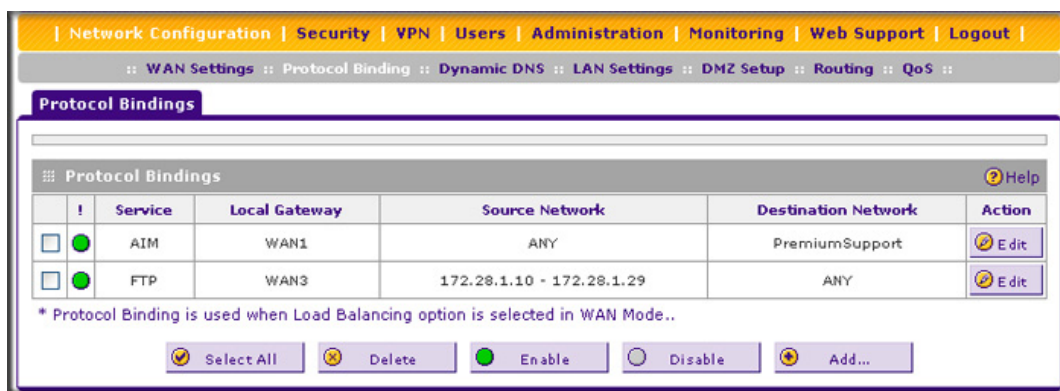 | Network Configuration | Security | VPN | Users | Administration | Monitoring | Web Support | Logout |
:: WAN Settings :: Protocol Binding :: Dynamic DNS :: LAN Settings :: DMZ Setup :: Routing :: QoS ::
Protocol Bindings
Protocol Bindings ? Help
! Service Local Gateway Source Network Destination Network Action
AIM WAN1 ANY PremiumSupport Edit
FTP WAN3 172.28.1.10 - 172.28.1.29 ANY Edit
* Protocol Binding is used when Load Balancing option is selected in WAN Mode..
Select All Delete Enable Disable Add...